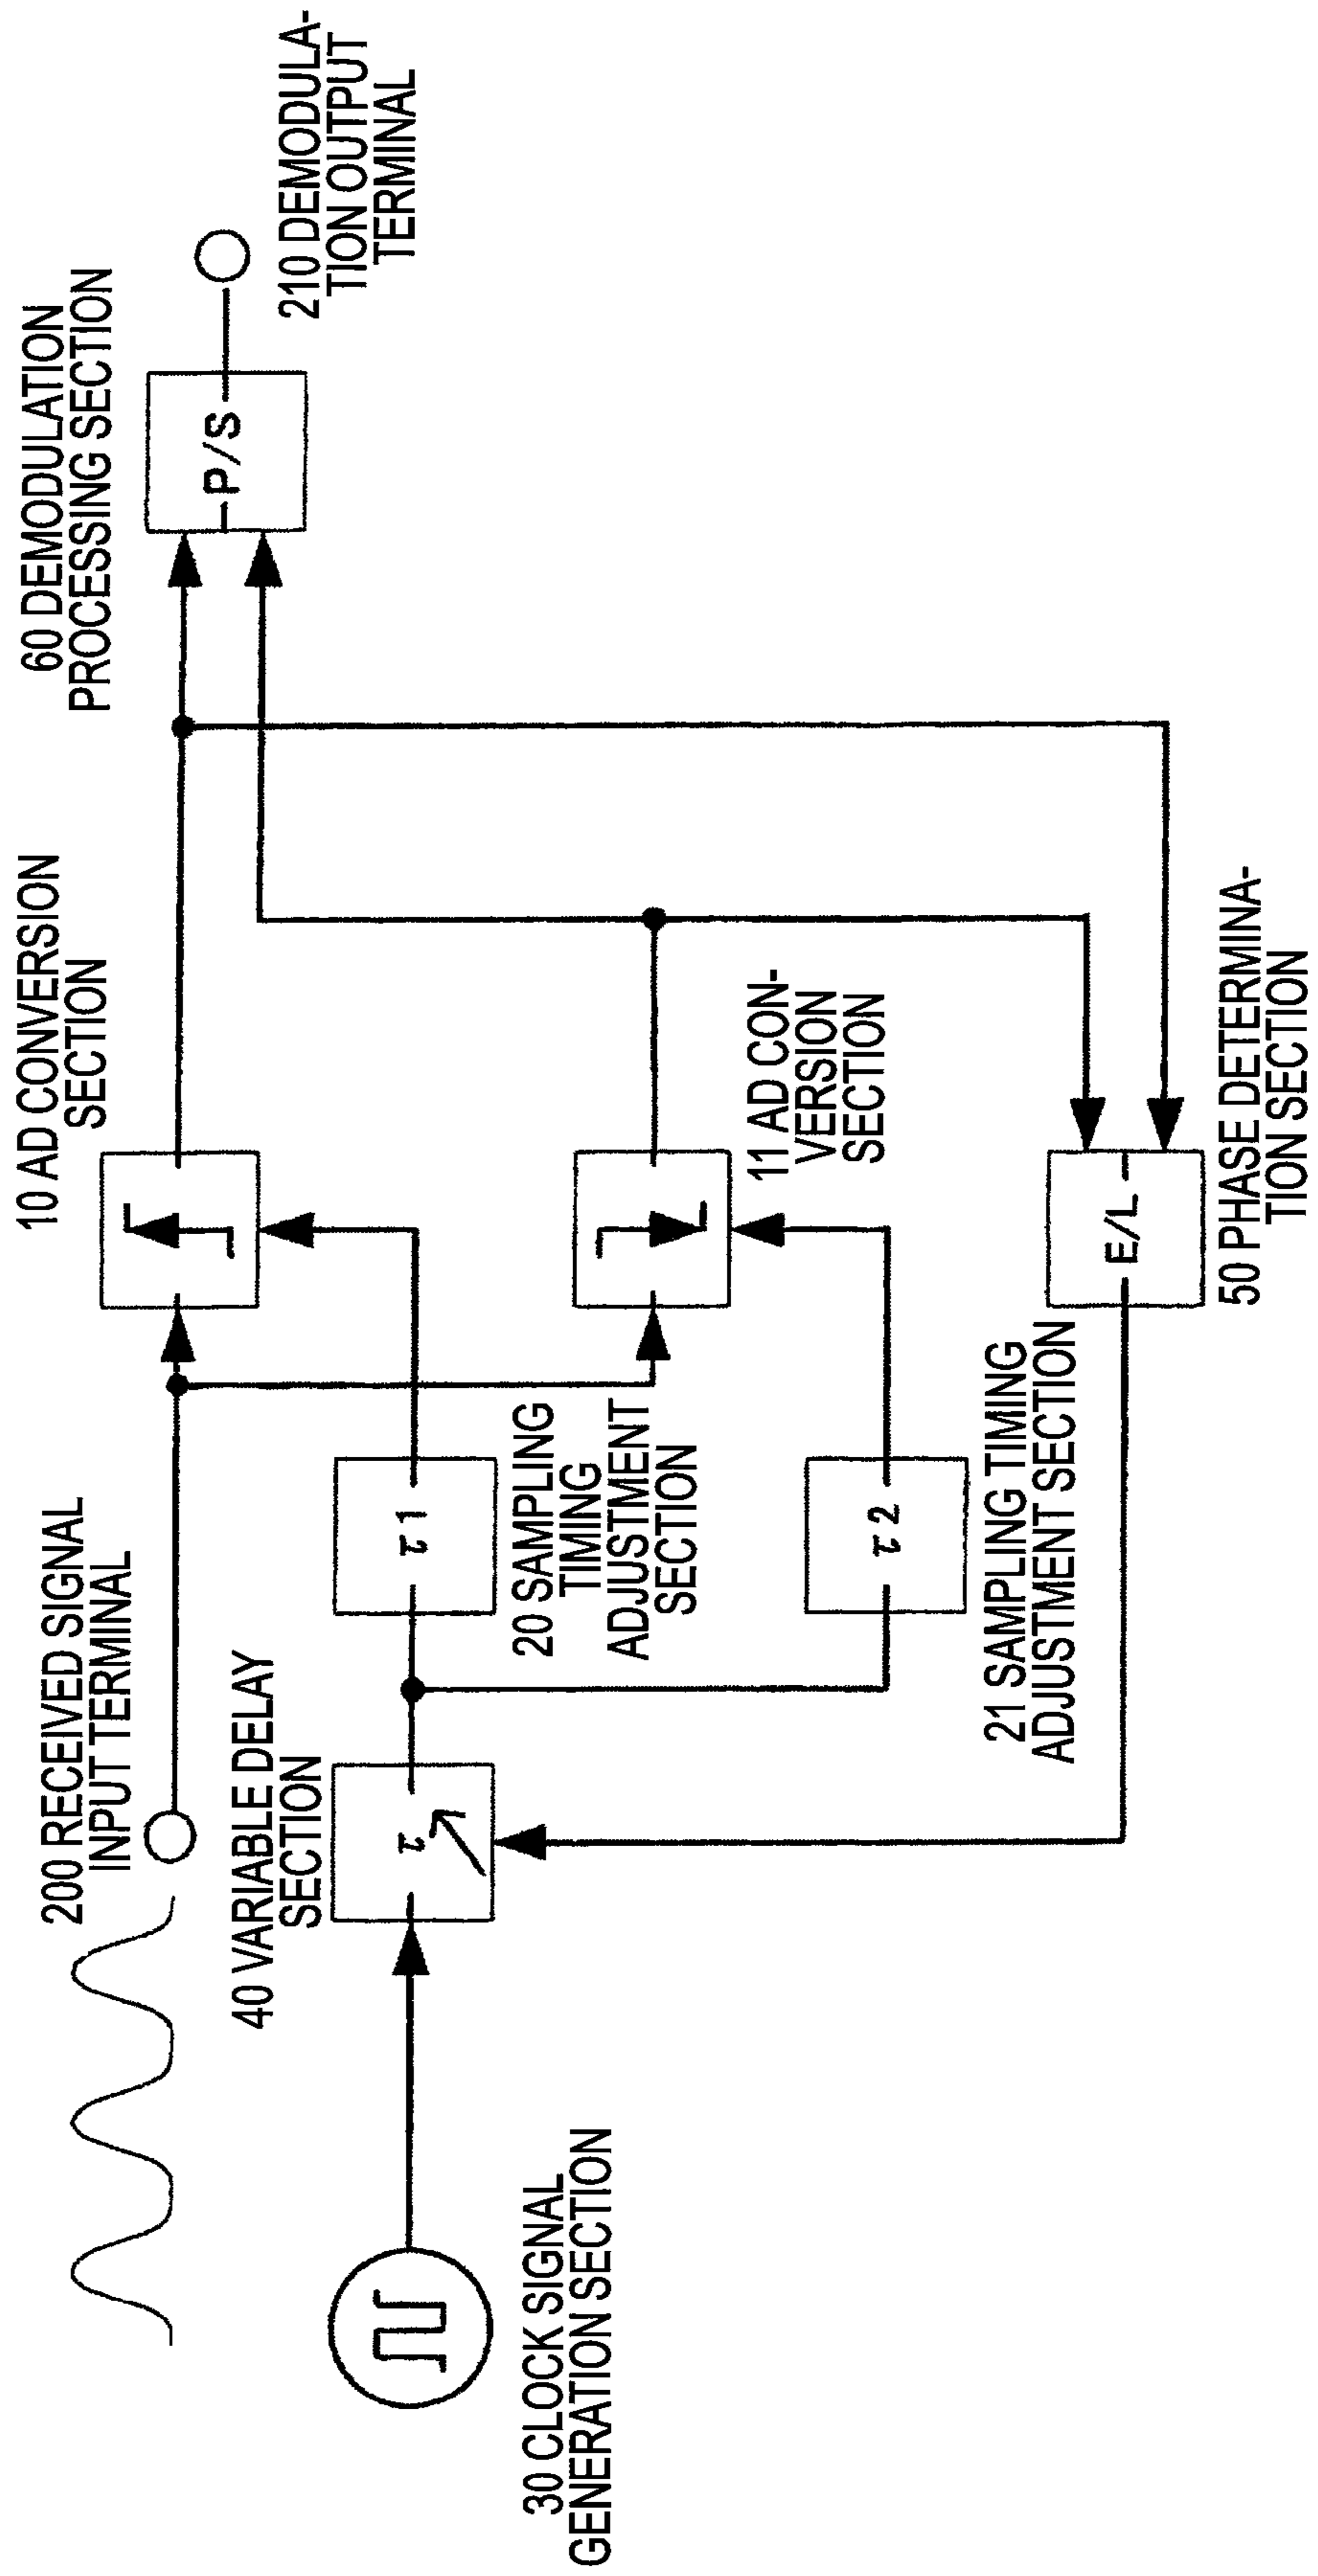 200 RECEIVED SIGNAL
INPUT TERMINAL
10 AD CONVERSION
SECTION
60 DEMODULATION
PROCESSING SECTION
P/S
210 DEMODULA-
TION OUTPUT
TERMINAL
40 VARIABLE DELAY
SECTION
τ
τ1
20 SAMPLING
TIMING
ADJUSTMENT
SECTION
11 AD CON-
VERSION
SECTION
30 CLOCK SIGNAL
GENERATION SECTION
τ2
21 SAMPLING TIMING
ADJUSTMENT SECTION
E/L
50 PHASE DETERMINA-
TION SECTION